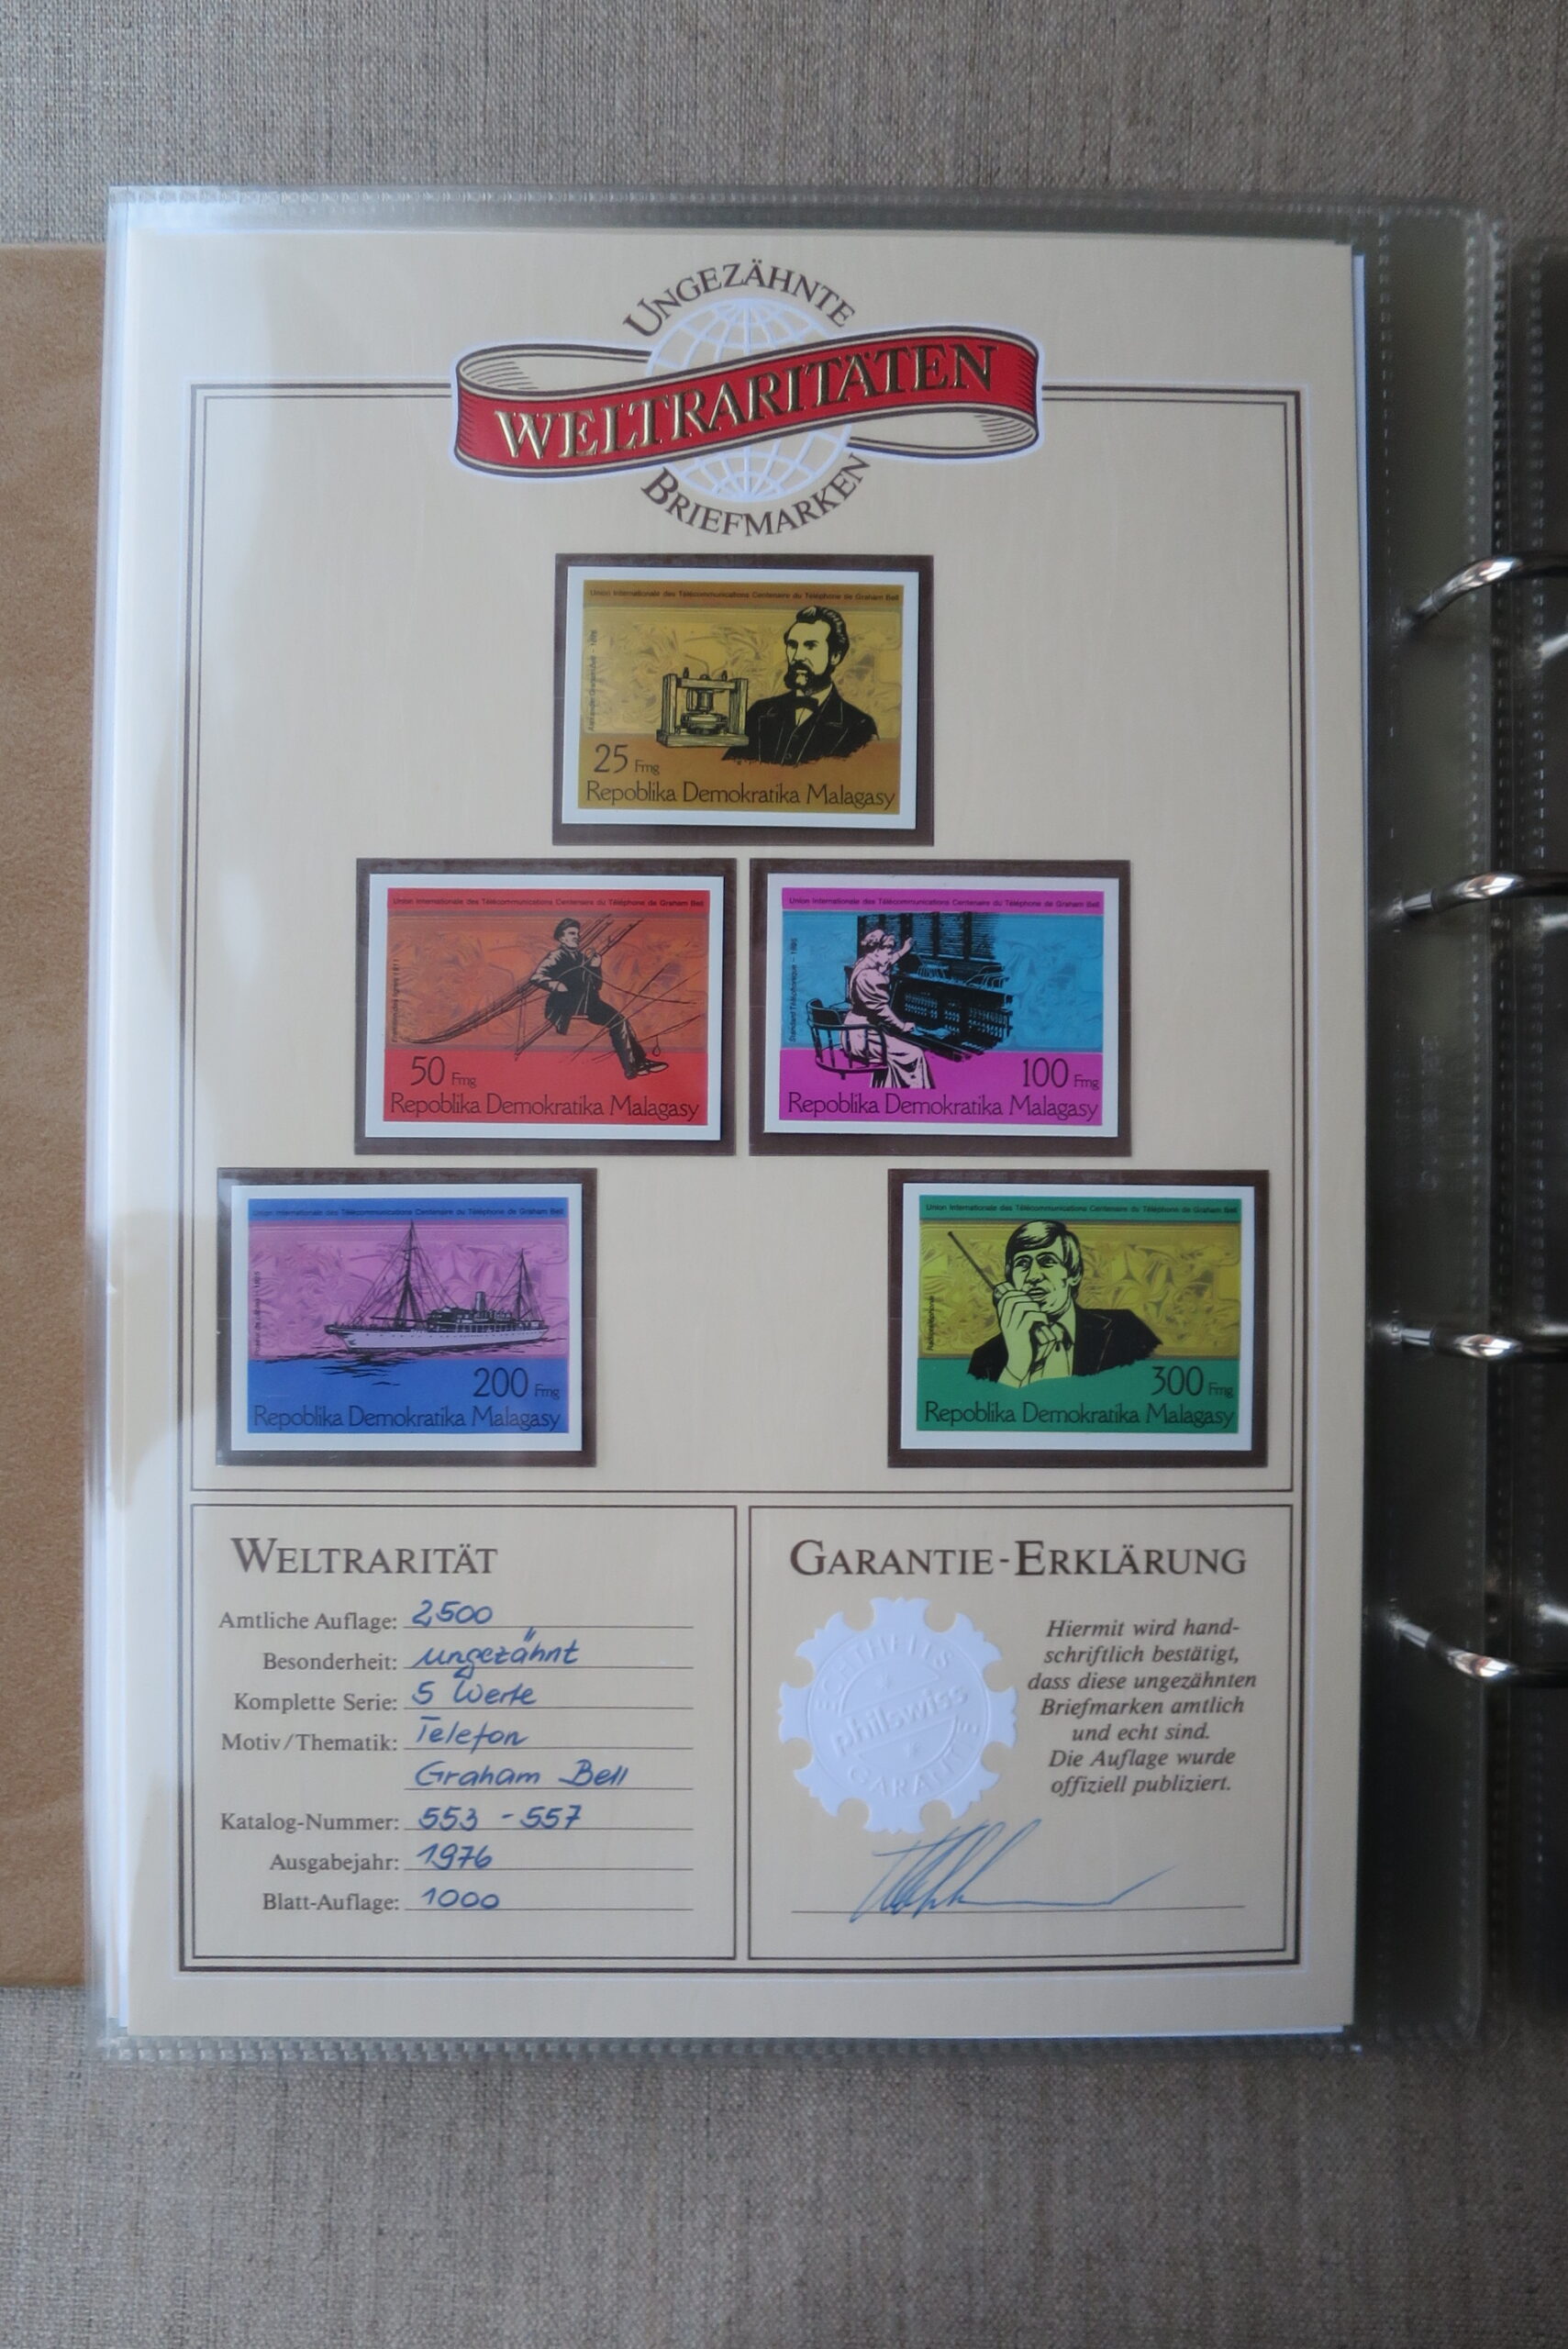 UNGEZÄHNTE
WELTRARITÄTEN
BRIEFMARKEN
Union Internationale des Télécommunications Centenaire du Téléphone de Graham Bell
25 Fmg
Repoblika Demokratika Malagasy
Union Internationale des Télécommunications Centenaire du Téléphone de Graham Bell
50 Fmg
Repoblika Demokratika Malagasy
Union Internationale des Télécommunications Centenaire du Téléphone de Graham Bell
100 Fmg
Repoblika Demokratika Malagasy
Union Internationale des Télécommunications Centenaire du Téléphone de Graham Bell
200 Fmg
Repoblika Demokratika Malagasy
Union Internationale des Télécommunications Centenaire du Téléphone de Graham Bell
300 Fmg
Repoblika Demokratika Malagasy
WELTRARITÄT
Amtliche Auflage: 2500
Besonderheit: ungezähnt
Komplette Serie: 5 Werte
Motiv/Thematik: Telefon
Graham Bell
Katalog-Nummer: 553 - 557
Ausgabejahr: 1976
Blatt-Auflage: 1000
GARANTIE-ERKLÄRUNG
ECHTHEITS
philswiss
GARANTIE
Hiermit wird hand-
schriftlich bestätigt,
dass diese ungezähnten
Briefmarken amtlich
und echt sind.
Die Auflage wurde
offiziell publiziert.